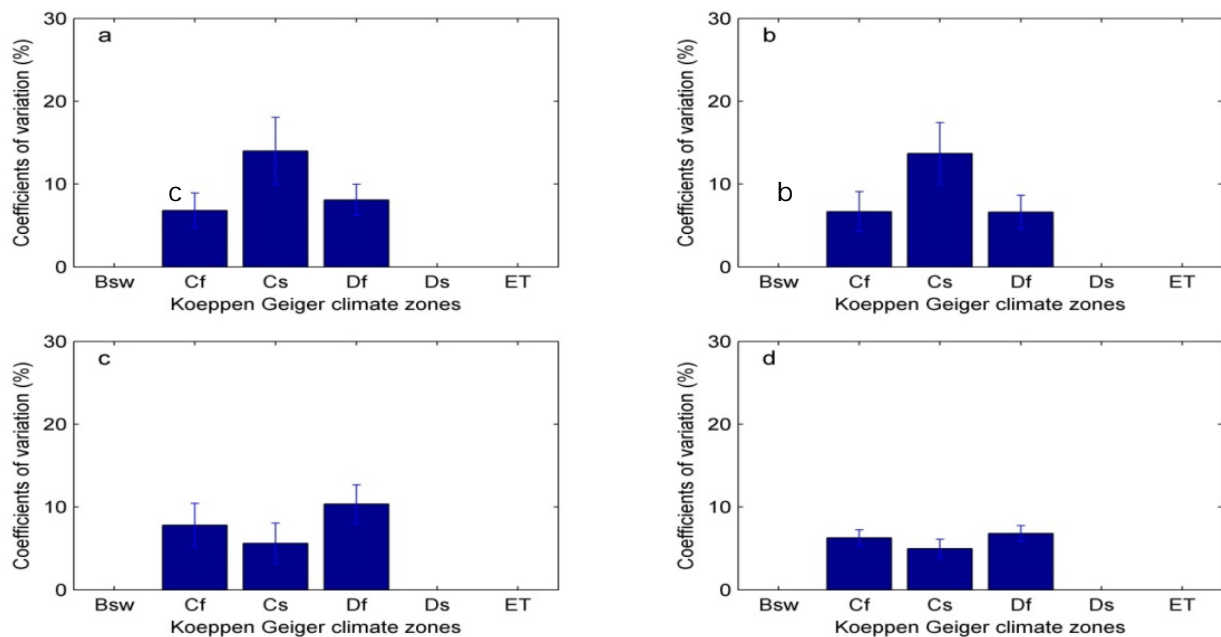 30
20
10
0
Coefficients of variation (%)
a
c
Bsw Cf Cs Df Ds ET
Koeppen Geiger climate zones
30
20
10
0
Coefficients of variation (%)
b
b
Bsw Cf Cs Df Ds ET
Koeppen Geiger climate zones
30
20
10
0
Coefficients of variation (%)
c
Bsw Cf Cs Df Ds ET
Koeppen Geiger climate zones
30
20
10
0
Coefficients of variation (%)
d
Bsw Cf Cs Df Ds ET
Koeppen Geiger climate zones